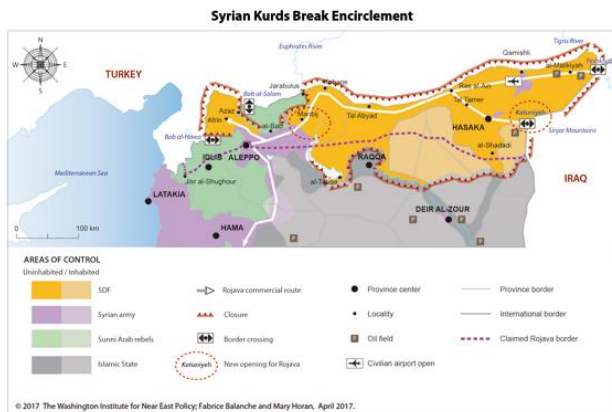 Syrian Kurds Break Encirclement
N
W
E
S
TURKEY
Euphrates River
Tigris River
Qamishli
al-Malikiyah
Jarabulus
Kobane
Bab al-Salam
Ras al-Ain
Azaz
Afrin
Manbij
Tal Abyad
Tal Tamer
al-Bab
Katuniyeh
Bab al-Hawa
HASAKA
Sinjar Mountains
IDLIB
ALEPPO
RAQQA
al-Shadadi
IRAQ
Mediterranean Sea
Jisr al-Shughour
al-Tabqa
LATAKIA
DEIR AL-ZOUR
HAMA
0 100 km
AREAS OF CONTROL
Uninhabited / Inhabited
SDF
Rojava commercial route
Province center
Province border
Syrian army
Closure
Locality
International border
Sunni Arab rebels
Border crossing
Oil field
Claimed Rojava border
Islamic State
Katuniyeh
New opening for Rojava
Civilian airport open
© 2017 The Washington Institute for Near East Policy; Fabrice Balanche and Mary Horan, April 2017.